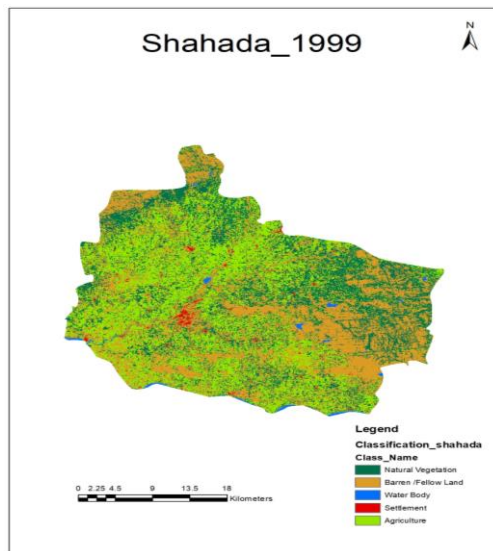 Shahada_1999
N
Legend
Classification_shahada
Class_Name
Natural Vegetation
Barren /Fellow Land
Water Body
Settlement
Agriculture
0 2.25 4.5 9 13.5 18
Kilometers